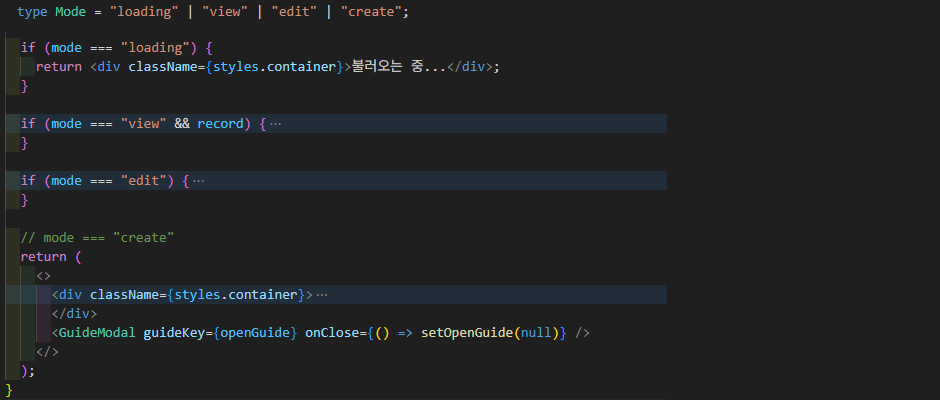 type Mode = "loading" | "view" | "edit" | "create";
if (mode === "loading") {
return <div className={styles.container}>불러오는 중...</div>;
}
if (mode === "view" && record) {⋯
}
if (mode === "edit") {⋯
}
// mode === "create"
return (
<>
<div className={styles.container}>⋯
</div>
<GuideModal guideKey={openGuide} onClose={() => setOpenGuide(null)} />
</>
);
}